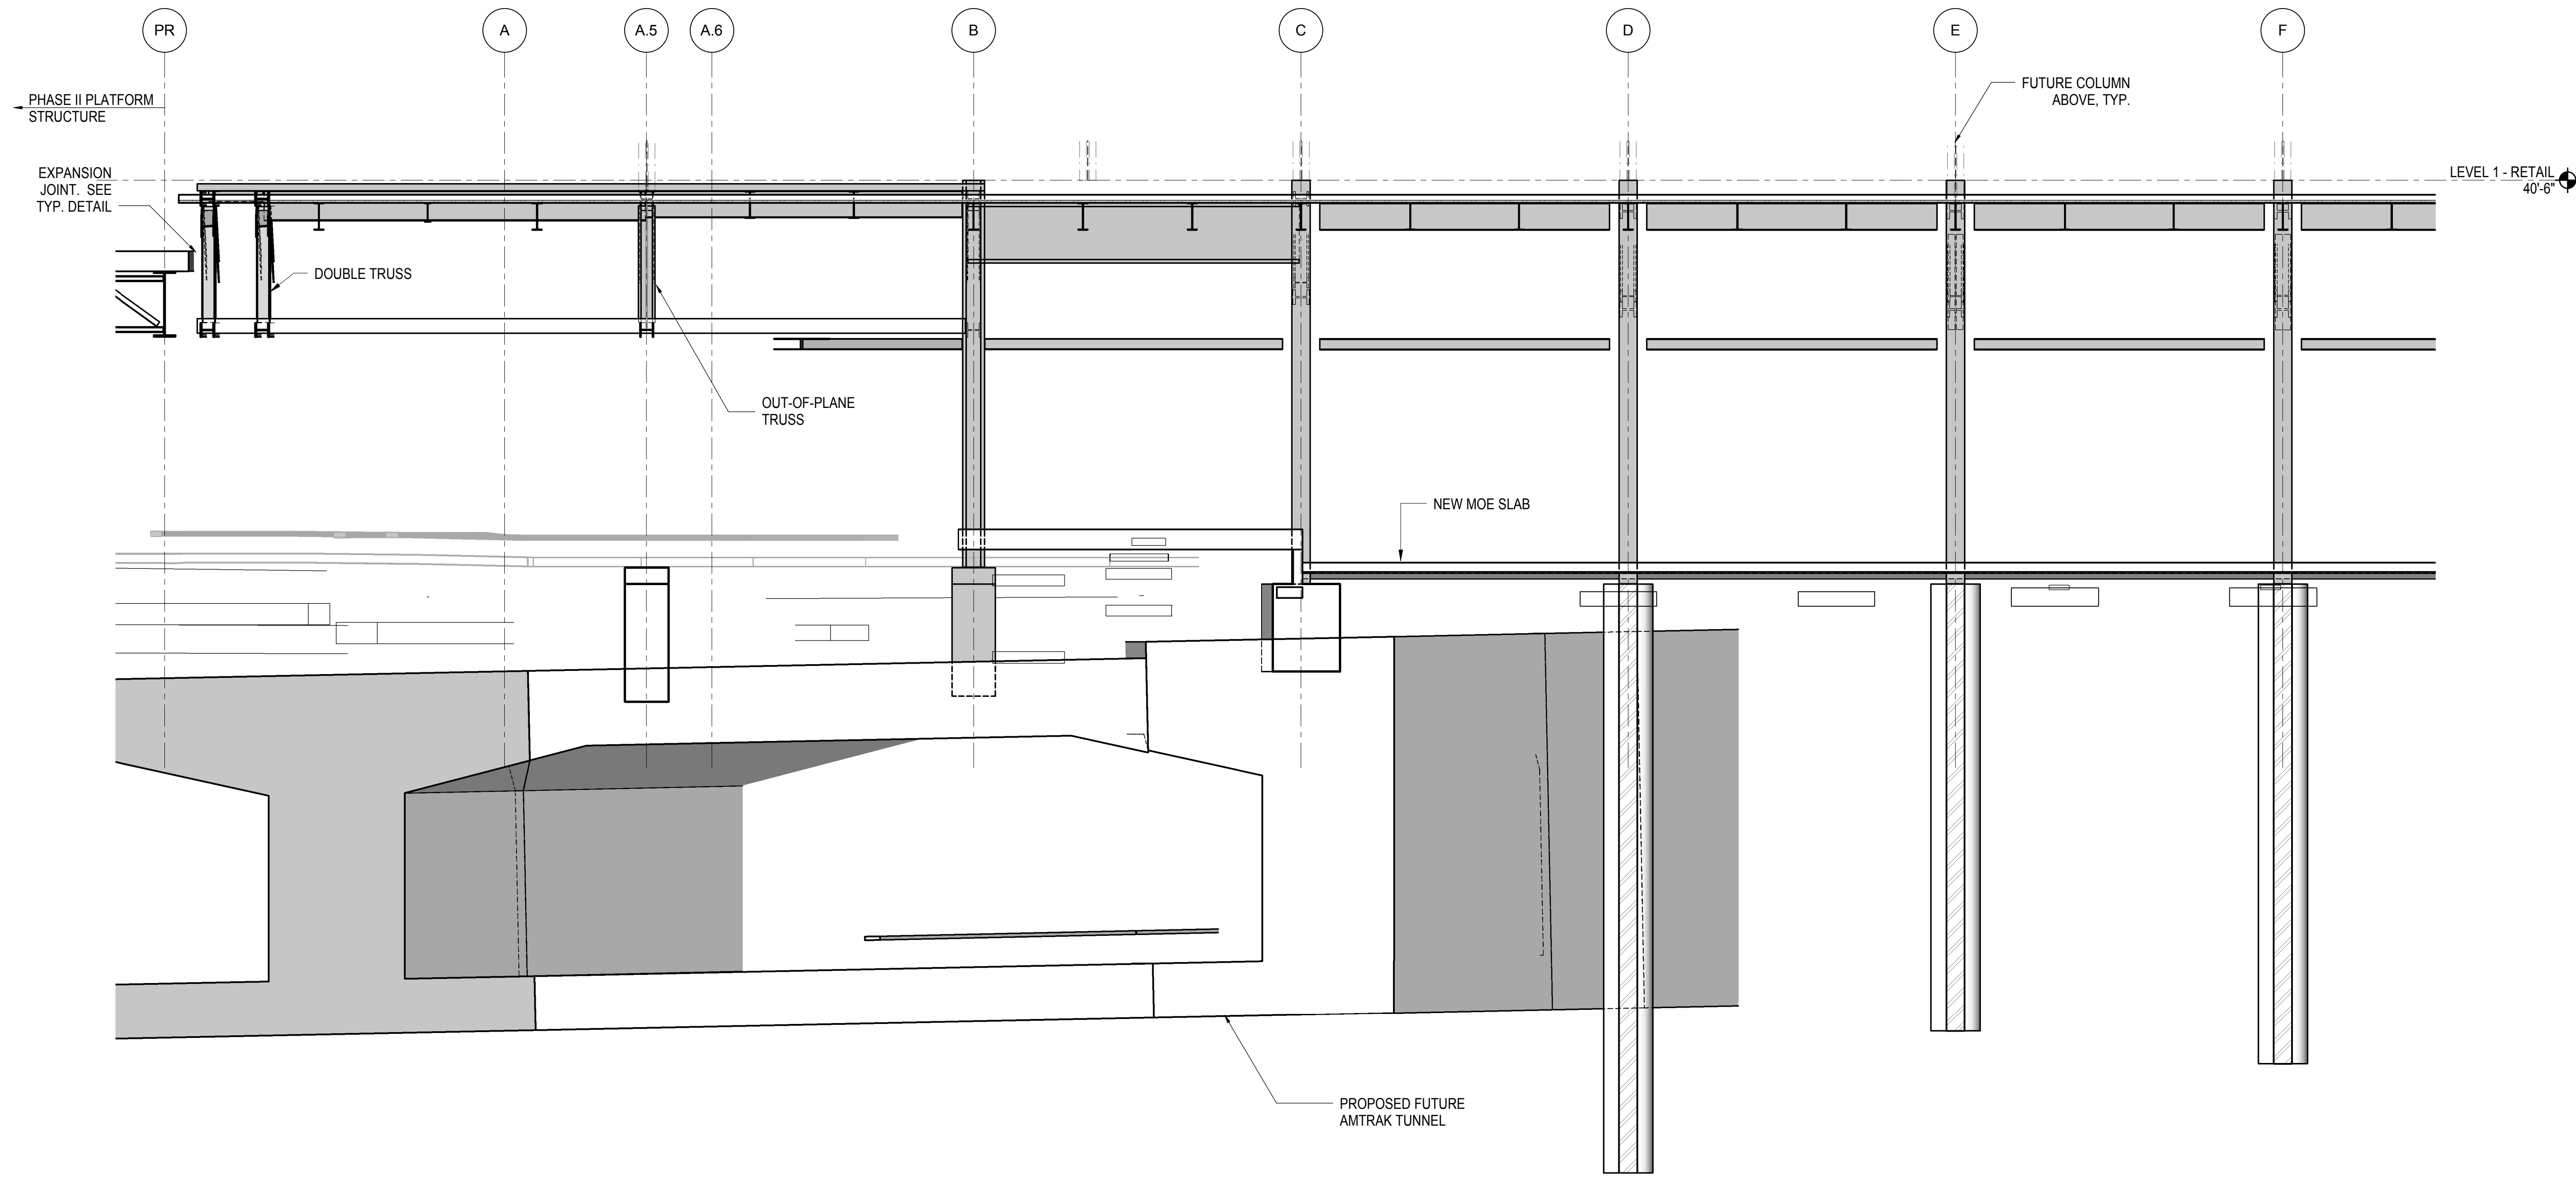 PR
A
A.5
A.6
B
C
D
E
F
PHASE II PLATFORM
STRUCTURE
FUTURE COLUMN
ABOVE, TYP.
EXPANSION
JOINT. SEE
TYP. DETAIL
LEVEL 1 - RETAIL
40'-6"
DOUBLE TRUSS
OUT-OF-PLANE
TRUSS
NEW MOE SLAB
PROPOSED FUTURE
AMTRAK TUNNEL